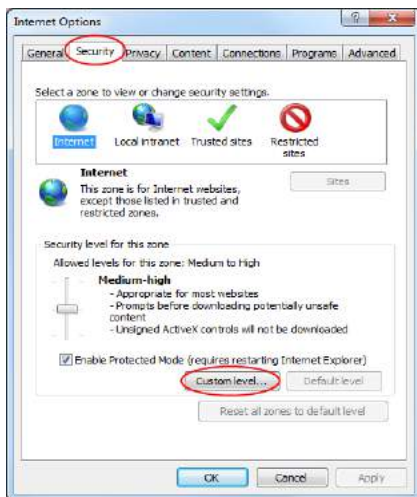 Internet Options
General Security Privacy Content Connections Programs Advanced
Select a zone to view or change security settings.
Internet Local intranet Trusted sites Restricted
sites
Internet
Sites
This zone is for Internet websites,
except those listed in trusted and
restricted zones.
Security level for this zone
Allowed levels for this zone: Medium to High
Medium-high
- Appropriate for most websites
- Prompts before downloading potentially unsafe
content
- Unsigned ActiveX controls will not be downloaded
Enable Protected Mode (requires restarting Internet Explorer)
Custom level... Default level
Reset all zones to default level
OK Cancel Apply